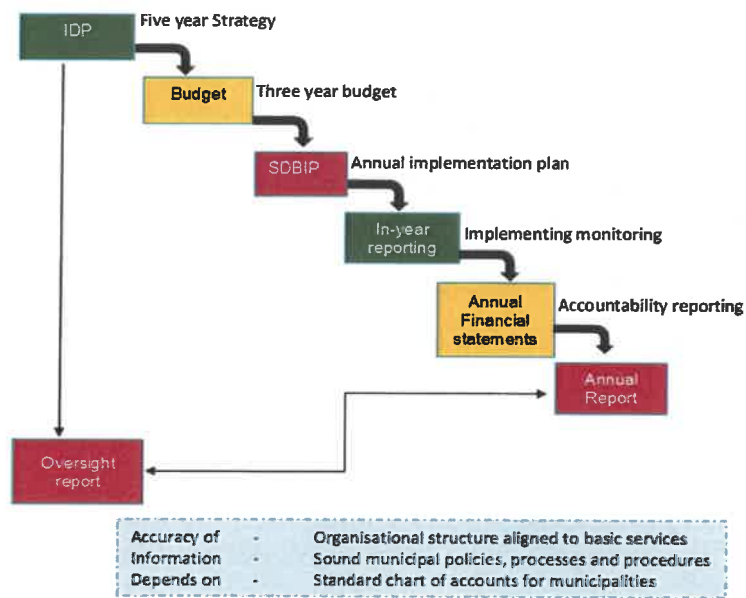 IDP
Five year Strategy
Budget
Three year budget
SDBIP
Annual implementation plan
In-year
reporting
Implementing monitoring
Annual
Financial
statements
Accountability reporting
Annual
Report
Oversight
report
Accuracy of - Organisational structure aligned to basic services
Information - Sound municipal policies, processes and procedures
Depends on - Standard chart of accounts for municipalities